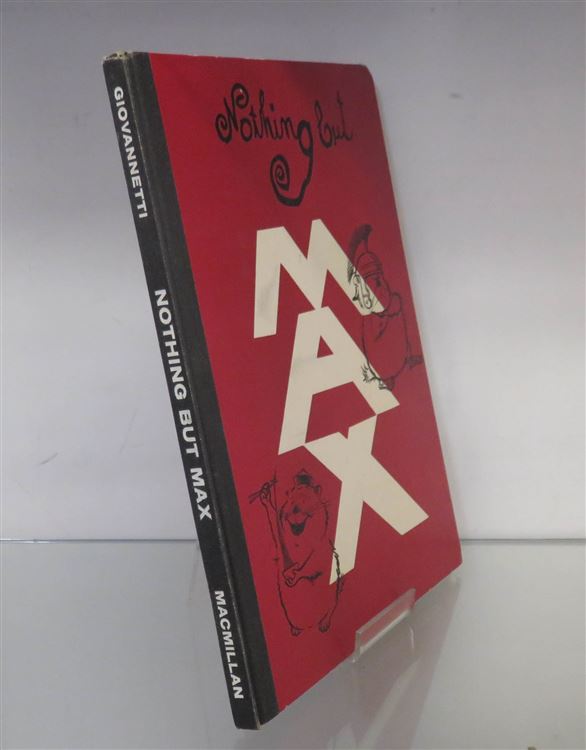 GIOVANNETTI
NOTHING BUT MAX
MACMILLAN
Nothing but
MAX